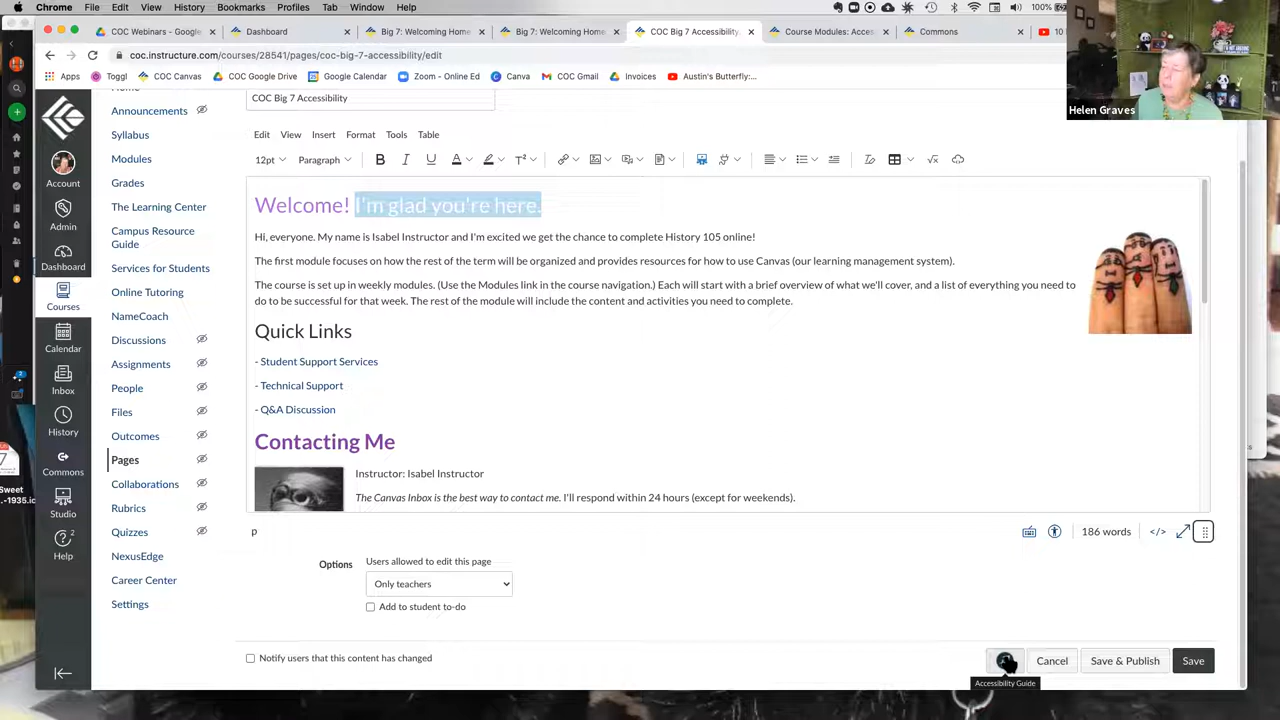 Chrome File Edit View History Bookmarks Profiles Tab Window Help 100%
COC Webinars - Google Dashboard Big 7: Welcoming Home Big 7: Welcoming Home COC Big 7 Accessibility Course Modules: Acces Commons 10
coc.instructure.com/courses/28541/pages/coc-big-7-accessibility/edit
Apps Toggl COC Canvas COC Google Drive Google Calendar Zoom - Online Ed Canva COC Gmail Invoices Austin's Butterfly:...
Helen Graves
Account
Admin
Dashboard
Courses
Calendar
Inbox
History
Commons
Studio
2
Help
Home
Announcements
Syllabus
Modules
Grades
The Learning Center
Campus Resource
Guide
Services for Students
Online Tutoring
NameCoach
Discussions
Assignments
People
Files
Outcomes
Pages
Collaborations
Rubrics
Quizzes
NexusEdge
Career Center
Settings
COC Big 7 Accessibility
Edit View Insert Format Tools Table
12pt Paragraph B I U A T²
Welcome! I'm glad you're here.
Hi, everyone. My name is Isabel Instructor and I'm excited we get the chance to complete History 105 online!
The first module focuses on how the rest of the term will be organized and provides resources for how to use Canvas (our learning management system).
The course is set up in weekly modules. (Use the Modules link in the course navigation.) Each will start with a brief overview of what we'll cover, and a list of everything you need to
do to be successful for that week. The rest of the module will include the content and activities you need to complete.
Quick Links
- Student Support Services
- Technical Support
- Q&A Discussion
Contacting Me
Instructor: Isabel Instructor
The Canvas Inbox is the best way to contact me. I'll respond within 24 hours (except for weekends).
p 186 words </>
Options Users allowed to edit this page
Only teachers
Add to student to-do
Notify users that this content has changed
Cancel Save & Publish Save
Accessibility Guide
Sweet
-1935.ic